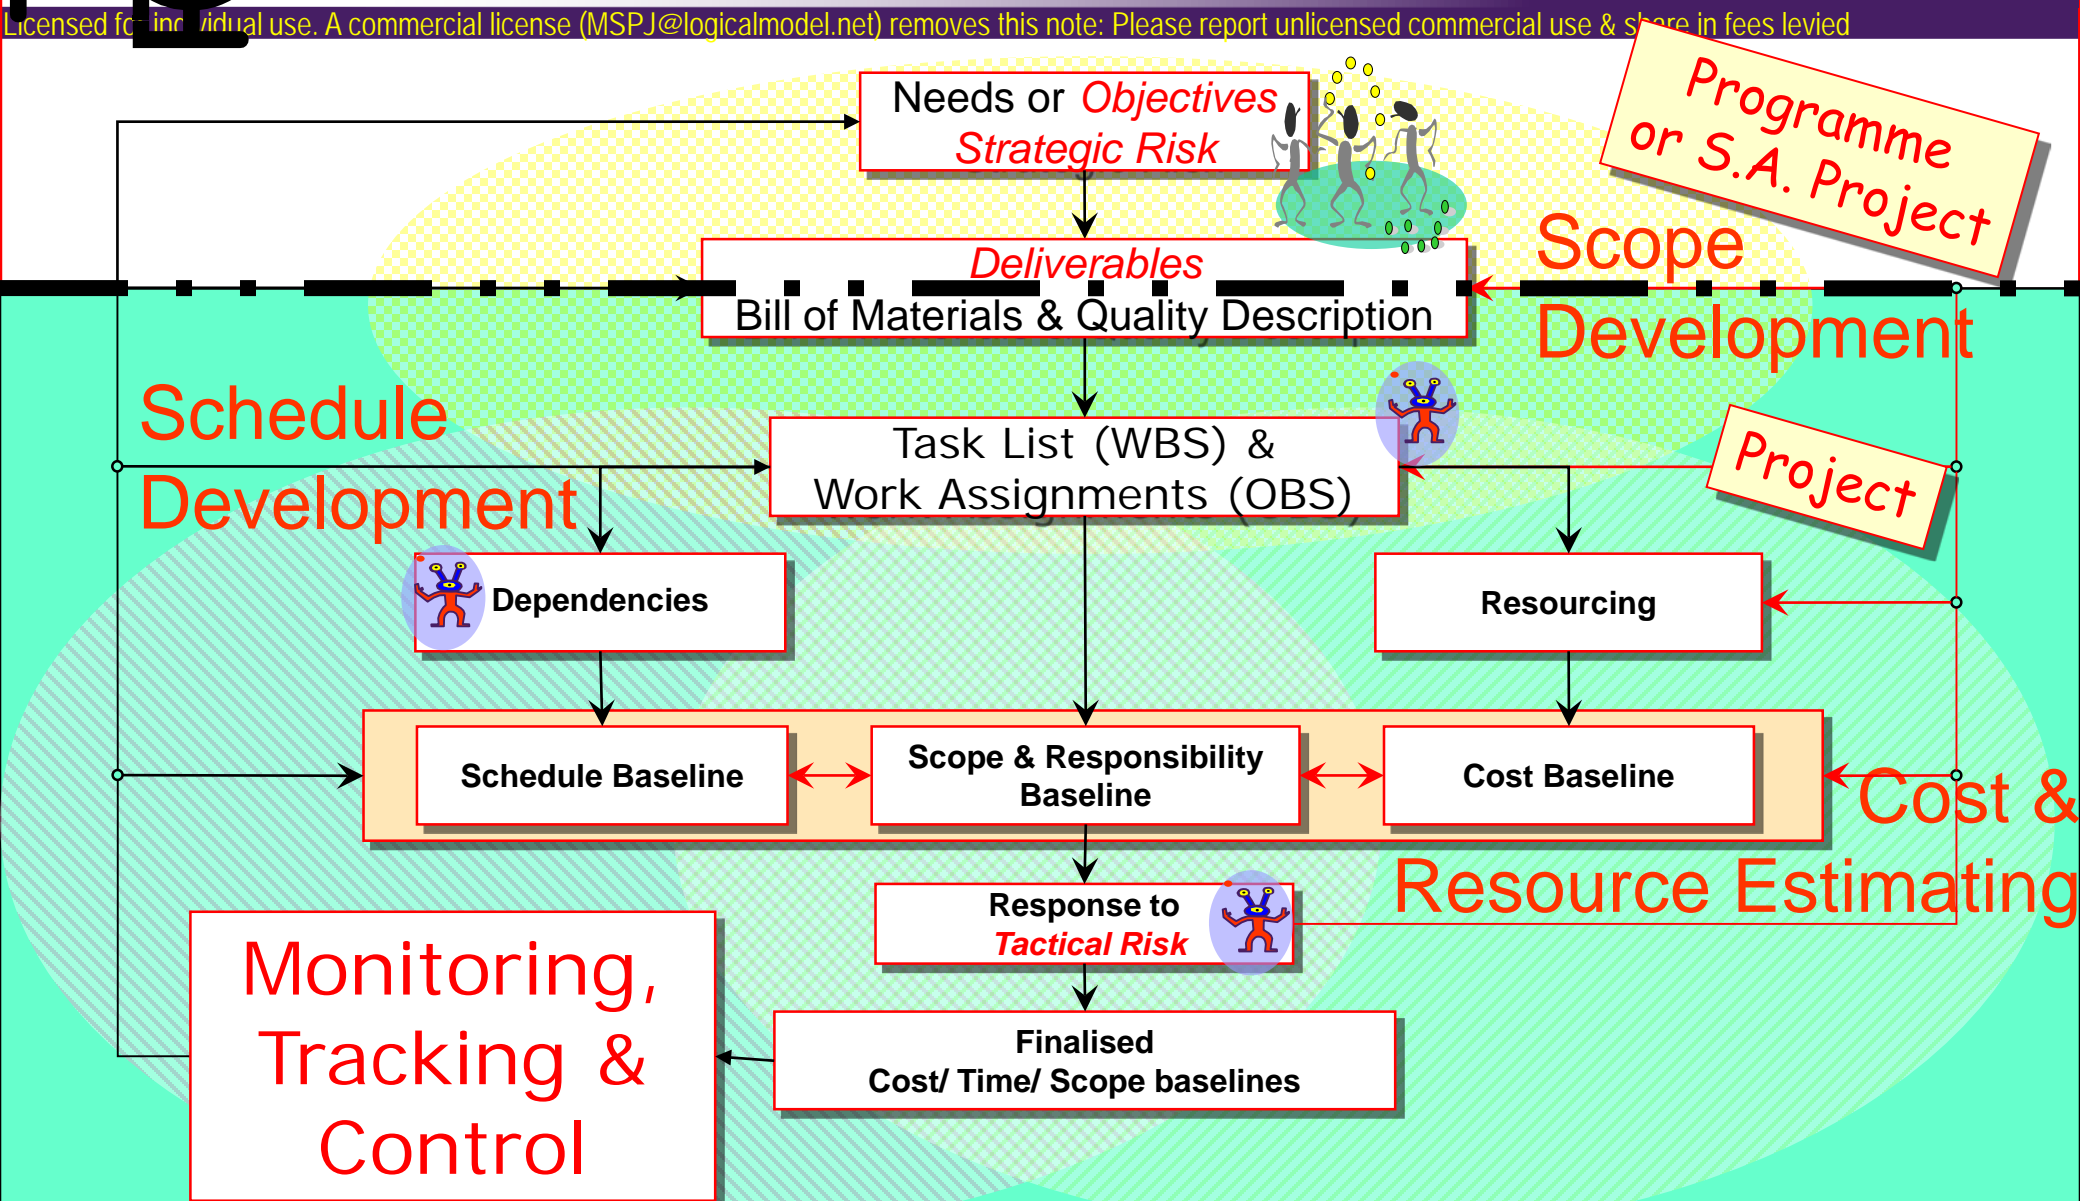 Licensed for individual use. A commercial license (MSPJ@logicalmodel.net) removes this note: Please report unlicensed commercial use & share in fees levied
Programme
or S.A. Project
Needs or Objectives
Strategic Risk
Scope
Development
Deliverables
Bill of Materials & Quality Description
Schedule
Development
Task List (WBS) &
Work Assignments (OBS)
Project
Dependencies
Resourcing
Schedule Baseline
Scope & Responsibility
Baseline
Cost Baseline
Cost &
Resource Estimating
Response to
Tactical Risk
Monitoring,
Tracking &
Control
Finalised
Cost/ Time/ Scope baselines